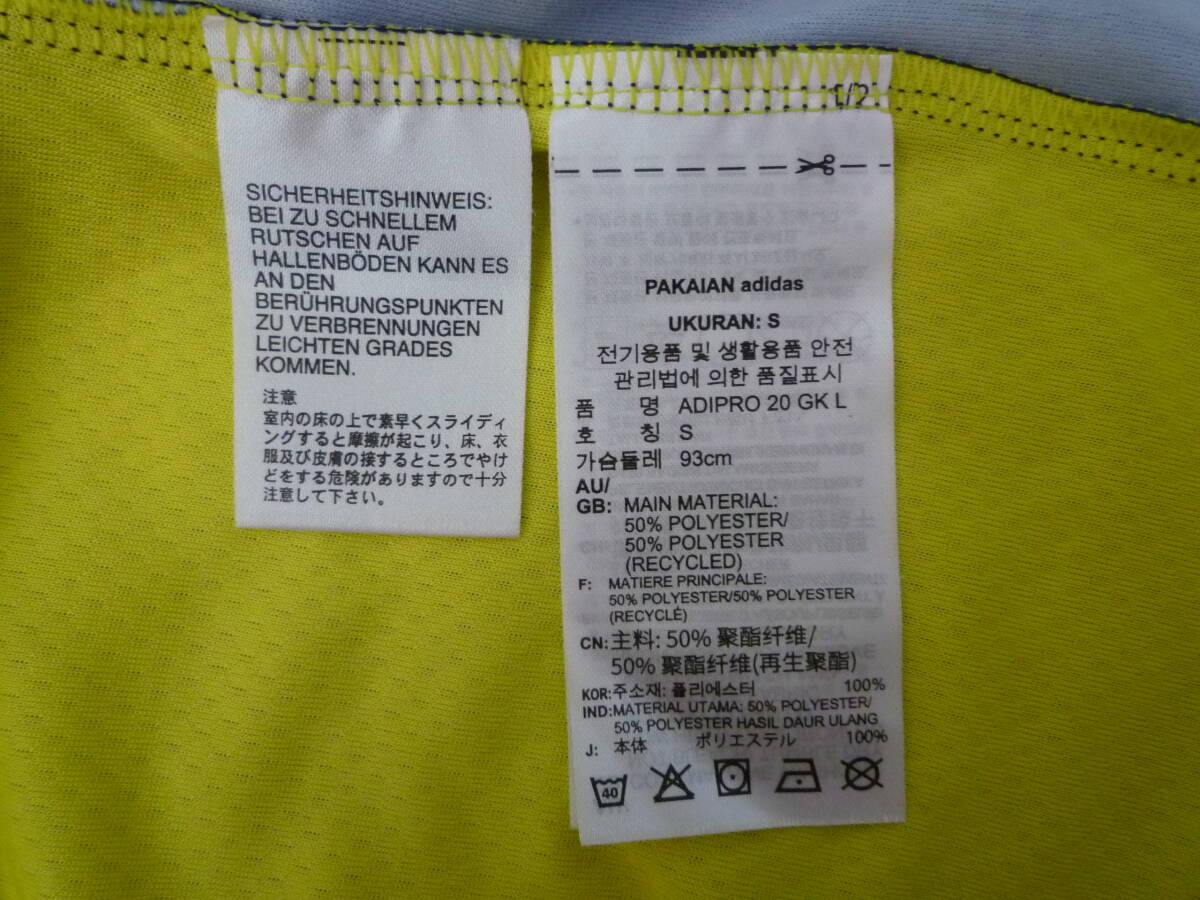 SICHERHEITSHINWEIS:
BEI ZU SCHNELLEM
RUTSCHEN AUF
HALLENBÖDEN KANN ES
AN DEN
BERÜHRUNGSPUNKTEN
ZU VERBRENNUNGEN
LEICHTEN GRADES
KOMMEN.
注意
室内の床の上で素早くスライディ
ングすると摩擦が起こり、床、衣
服及び皮膚の接するところでやけ
どをする危険がありますので十分
注意して下さい。
1/2
PAKAIAN adidas
UKURAN: S
전기용품 및 생활용품 안전
관리법에 의한 품질표시
품 명 ADIPRO 20 GK L
호 칭 S
가슴둘레 93cm
AU/
GB: MAIN MATERIAL:
50% POLYESTER/
50% POLYESTER
(RECYCLED)
F: MATIERE PRINCIPALE:
50% POLYESTER/50% POLYESTER
(RECYCLÉ)
CN:主料: 50% 聚酯纤维/
50% 聚酯纤维(再生聚酯)
KOR:주소재: 폴리에스터 100%
IND:MATERIAL UTAMA: 50% POLYESTER/
50% POLYESTER HASIL DAUR ULANG
J: 本体 ポリエステル 100%
40